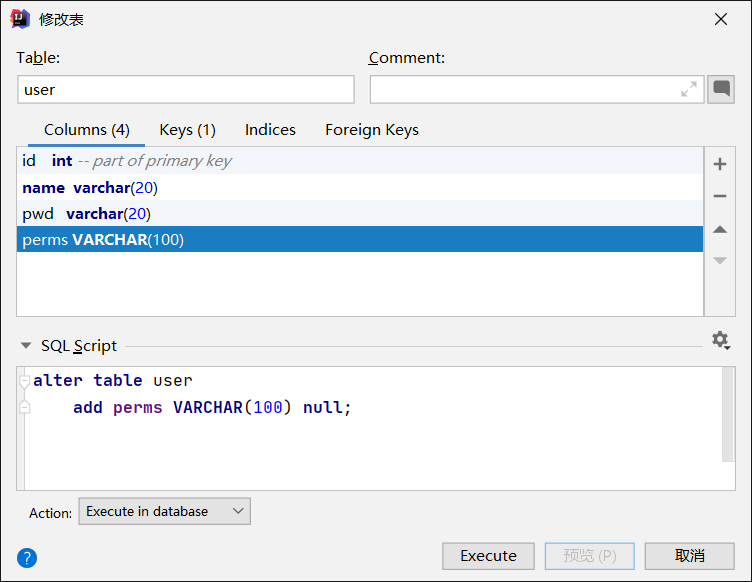 修改表
Table:
Comment:
user
Columns (4) Keys (1) Indices Foreign Keys
id int -- part of primary key
name varchar(20)
pwd varchar(20)
perms VARCHAR(100)
SQL Script
alter table user
add perms VARCHAR(100) null;
Action: Execute in database
? Execute 预览 (P) 取消